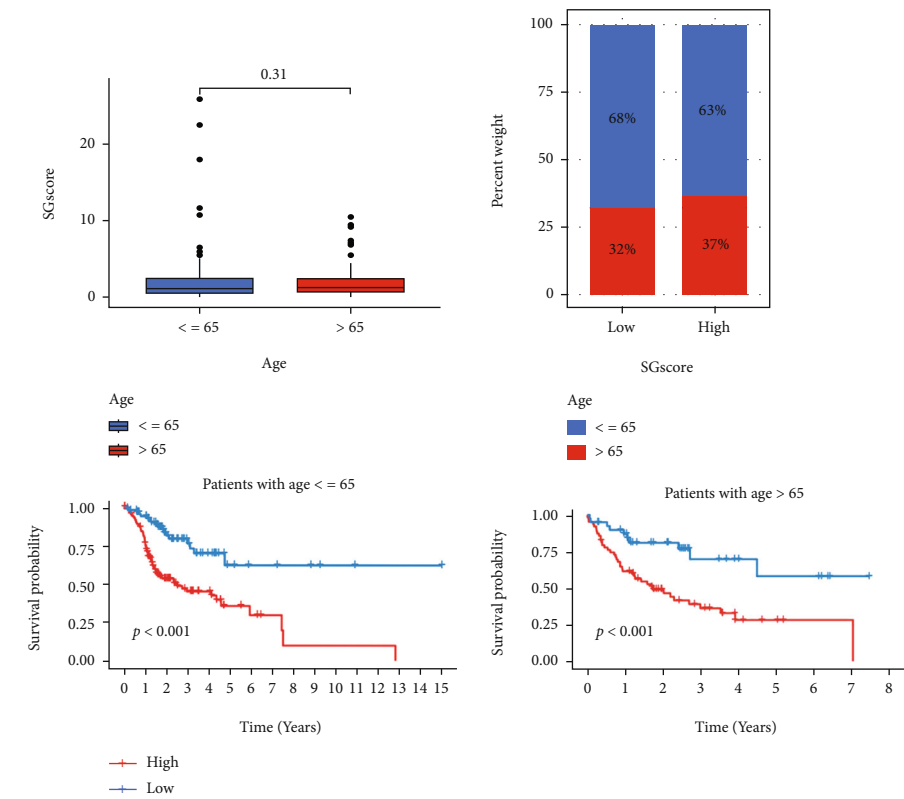 0.31
SGscore
20
10
0
< = 65
> 65
Age
Age
< = 65
> 65
Percent weight
100
75
50
25
0
68%
63%
32%
37%
Low
High
SGscore
Age
< = 65
> 65
Patients with age < = 65
Survival probability
1.00
0.75
0.50
0.25
0.00
p < 0.001
0 1 2 3 4 5 6 7 8 9 10 11 12 13 14 15
Time (Years)
High
Low
Patients with age > 65
Survival probability
1.00
0.75
0.50
0.25
0.00
p < 0.001
0 1 2 3 4 5 6 7 8
Time (Years)